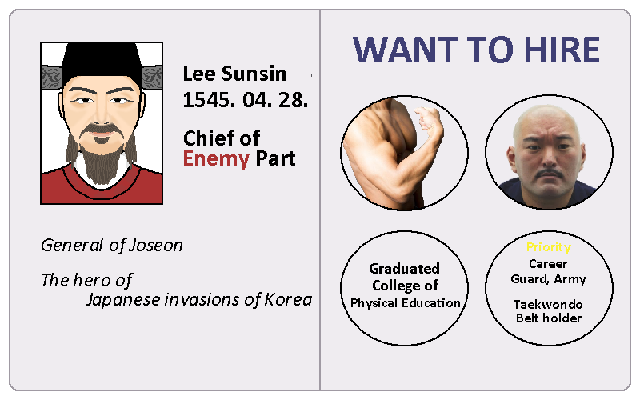 Lee Sunsin
1545. 04. 28.
Chief of
Enemy Part
General of Joseon
The hero of
Japanese invasions of Korea
WANT TO HIRE
Graduated
College of
Physical Education
Priority
Career
Guard, Army
Taekwondo
Belt holder